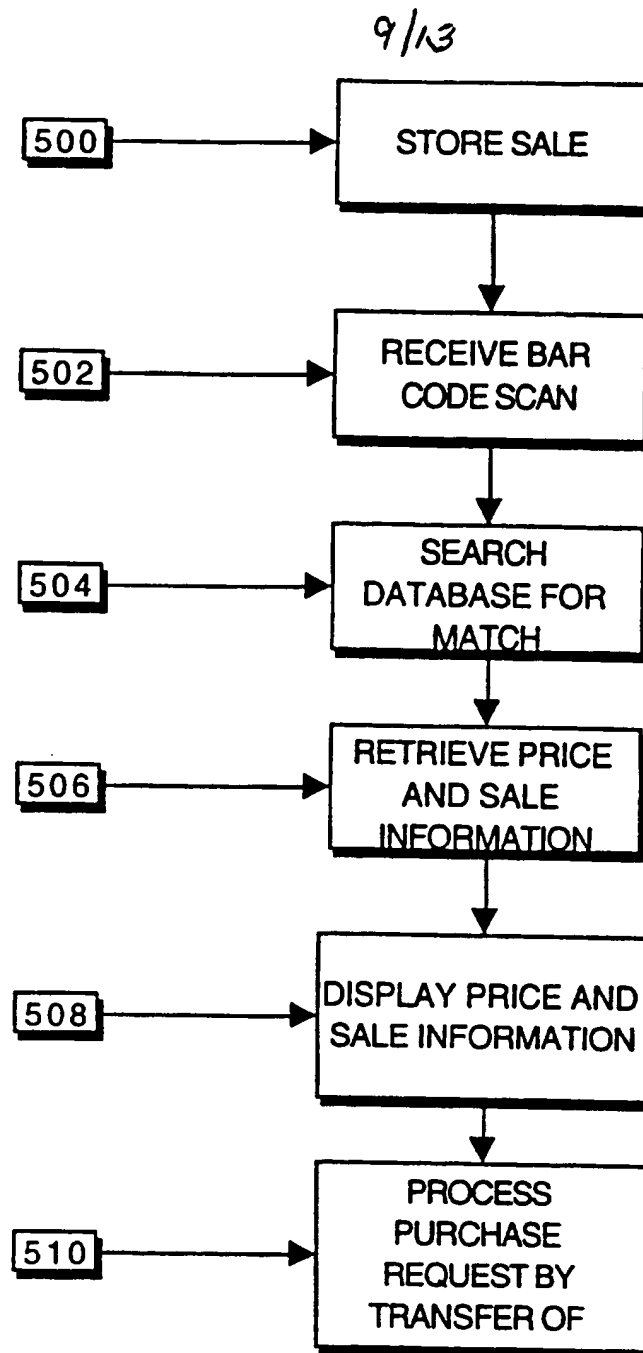 9/13
500
STORE SALE
502
RECEIVE BAR
CODE SCAN
504
SEARCH
DATABASE FOR
MATCH
506
RETRIEVE PRICE
AND SALE
INFORMATION
508
DISPLAY PRICE AND
SALE INFORMATION
510
PROCESS
PURCHASE
REQUEST BY
TRANSFER OF